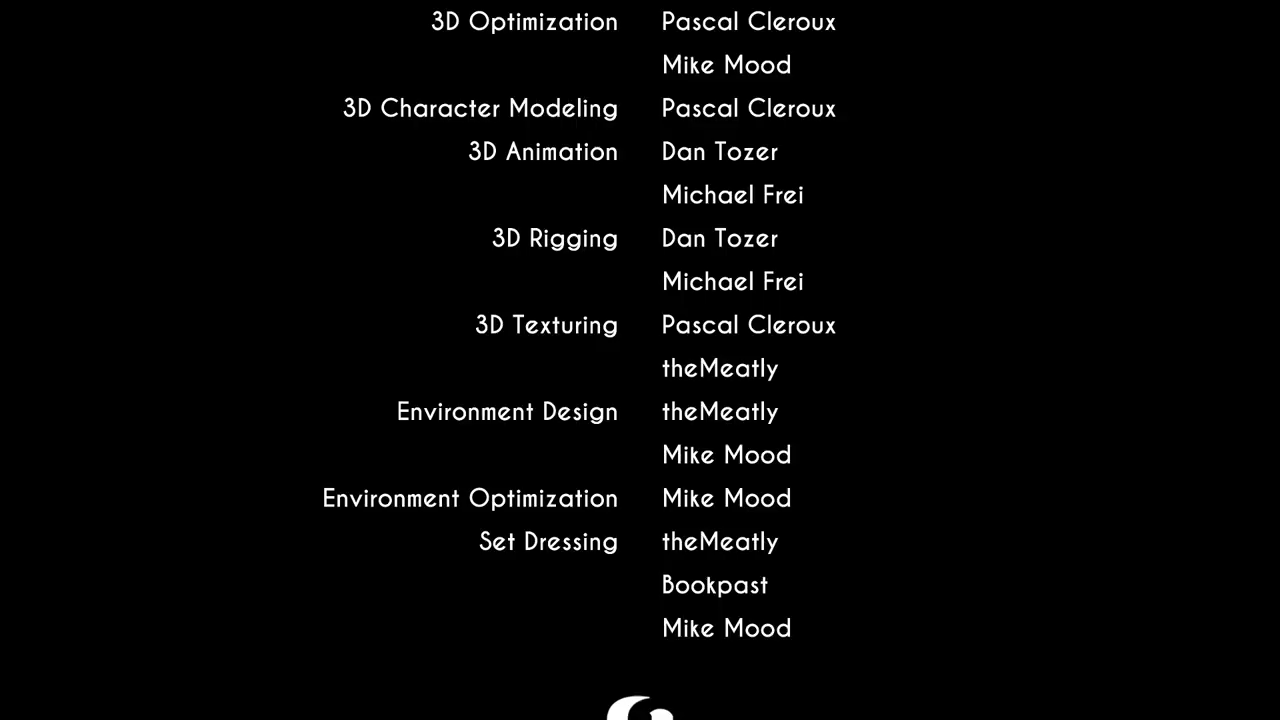 3D Optimization Pascal Cleroux
Mike Mood
3D Character Modeling Pascal Cleroux
3D Animation Dan Tozer
Michael Frei
3D Rigging Dan Tozer
Michael Frei
3D Texturing Pascal Cleroux
theMeatly
Environment Design theMeatly
Mike Mood
Environment Optimization Mike Mood
Set Dressing theMeatly
Bookpast
Mike Mood